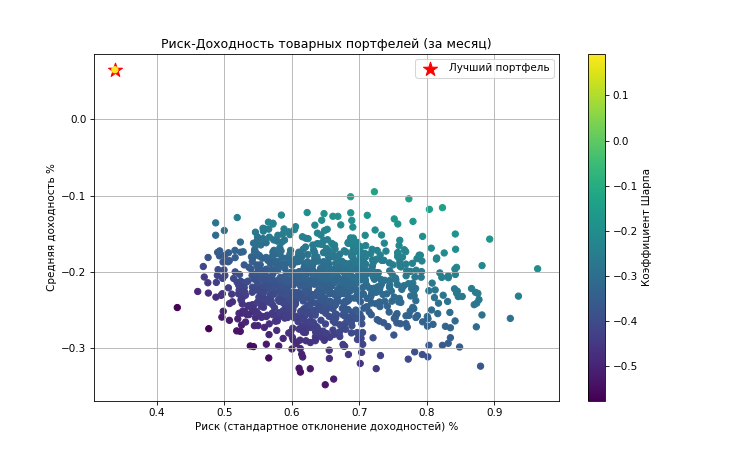 Риск-Доходность товарных портфелей (за месяц)
Лучший портфель
Средняя доходность %
0.0
−0.1
−0.2
−0.3
0.4 0.5 0.6 0.7 0.8 0.9
Риск (стандартное отклонение доходностей) %
0.1
0.0
−0.1
−0.2
−0.3
−0.4
−0.5
Коэффициент Шарпа